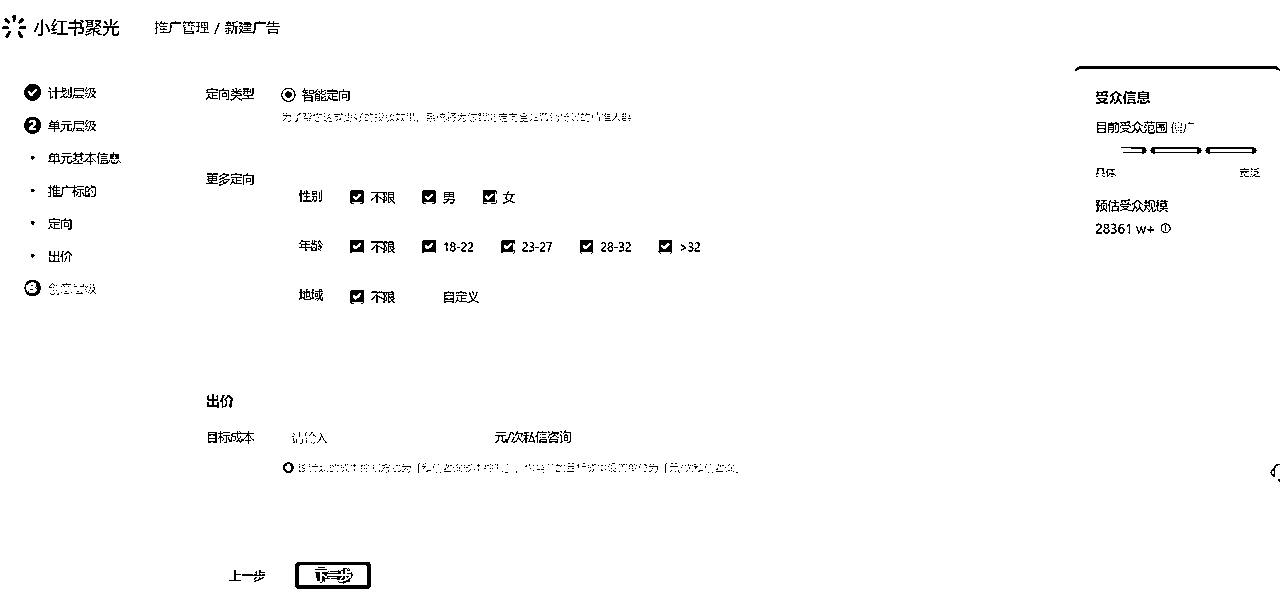 小红书聚光 推广管理 / 新建广告
计划层级
2 单元层级
单元基本信息
推广标的
定向
出价
3 创意层级
定向类型 智能定向
更多定向
性别 不限 男 女
年龄 不限 18-22 23-27 28-32 >32
地域 不限 自定义
出价
目标成本 请输入 元/次私信咨询
上一步 下一步
受众信息
目前受众范围 偏广
具体 宽泛
预估受众规模
28361 w+